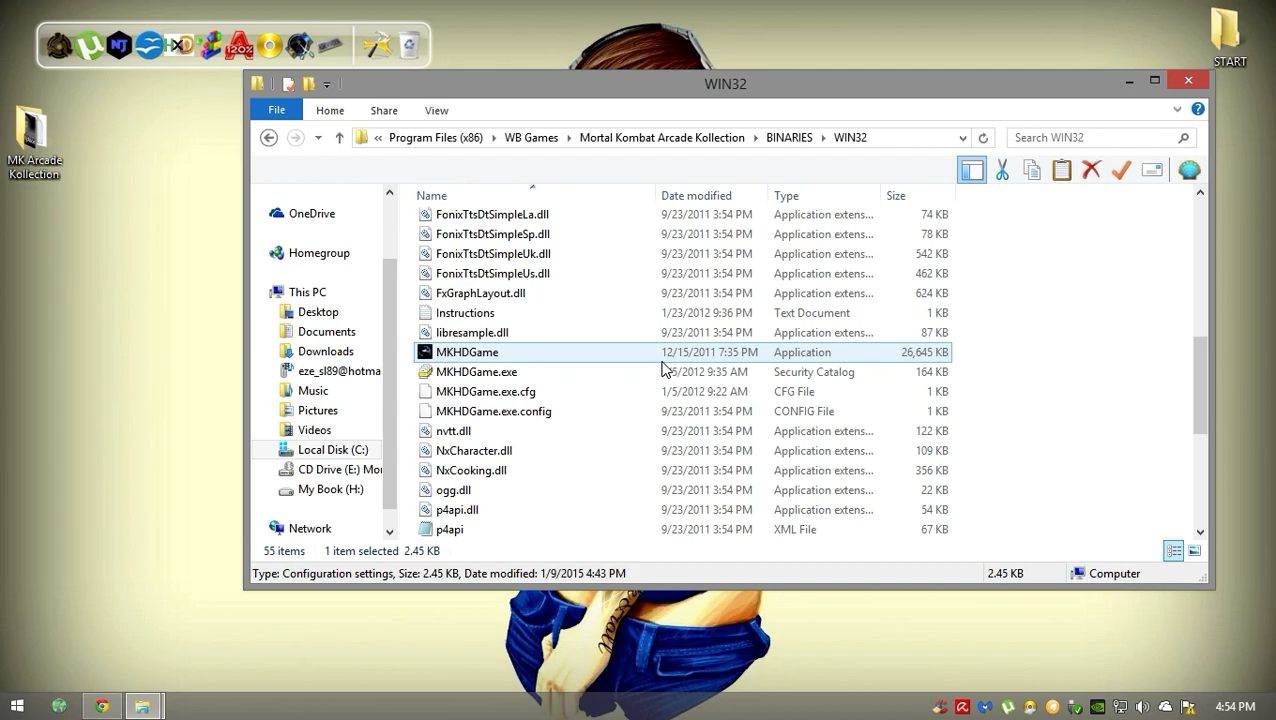 NT
HXD
120%
START
MK Arcade
Kollection
WIN32
File Home Share View
« Program Files (x86) WB Games Mortal Kombat Arcade Kollection BINARIES WIN32 Search WIN32
Name Date modified Type Size
OneDrive
Homegroup
This PC
Desktop
Documents
Downloads
eze_sl89@hotma
Music
Pictures
Videos
Local Disk (C:)
CD Drive (E:) Mo
My Book (H:)
Network
FonixTtsDtSimpleLa.dll 9/23/2011 3:54 PM Application extens... 74 KB
FonixTtsDtSimpleSp.dll 9/23/2011 3:54 PM Application extens... 78 KB
FonixTtsDtSimpleUk.dll 9/23/2011 3:54 PM Application extens... 542 KB
FonixTtsDtSimpleUs.dll 9/23/2011 3:54 PM Application extens... 462 KB
FxGraphLayout.dll 9/23/2011 3:54 PM Application extens... 624 KB
Instructions 1/23/2012 9:36 PM Text Document 1 KB
libresample.dll 9/23/2011 3:54 PM Application extens... 87 KB
MKHDGame 12/15/2011 7:35 PM Application 26,645 KB
MKHDGame.exe 5/2012 9:35 AM Security Catalog 164 KB
MKHDGame.exe.cfg 1/5/2012 9:22 AM CFG File 1 KB
MKHDGame.exe.config 9/23/2011 3:54 PM CONFIG File 1 KB
nvtt.dll 9/23/2011 3:54 PM Application extens... 122 KB
NxCharacter.dll 9/23/2011 3:54 PM Application extens... 109 KB
NxCooking.dll 9/23/2011 3:54 PM Application extens... 356 KB
ogg.dll 9/23/2011 3:54 PM Application extens... 22 KB
p4api.dll 9/23/2011 3:54 PM Application extens... 54 KB
p4api 9/23/2011 3:54 PM XML File 67 KB
55 items 1 item selected 2.45 KB
Type: Configuration settings, Size: 2.45 KB, Date modified: 1/9/2015 4:43 PM 2.45 KB Computer
4:54 PM